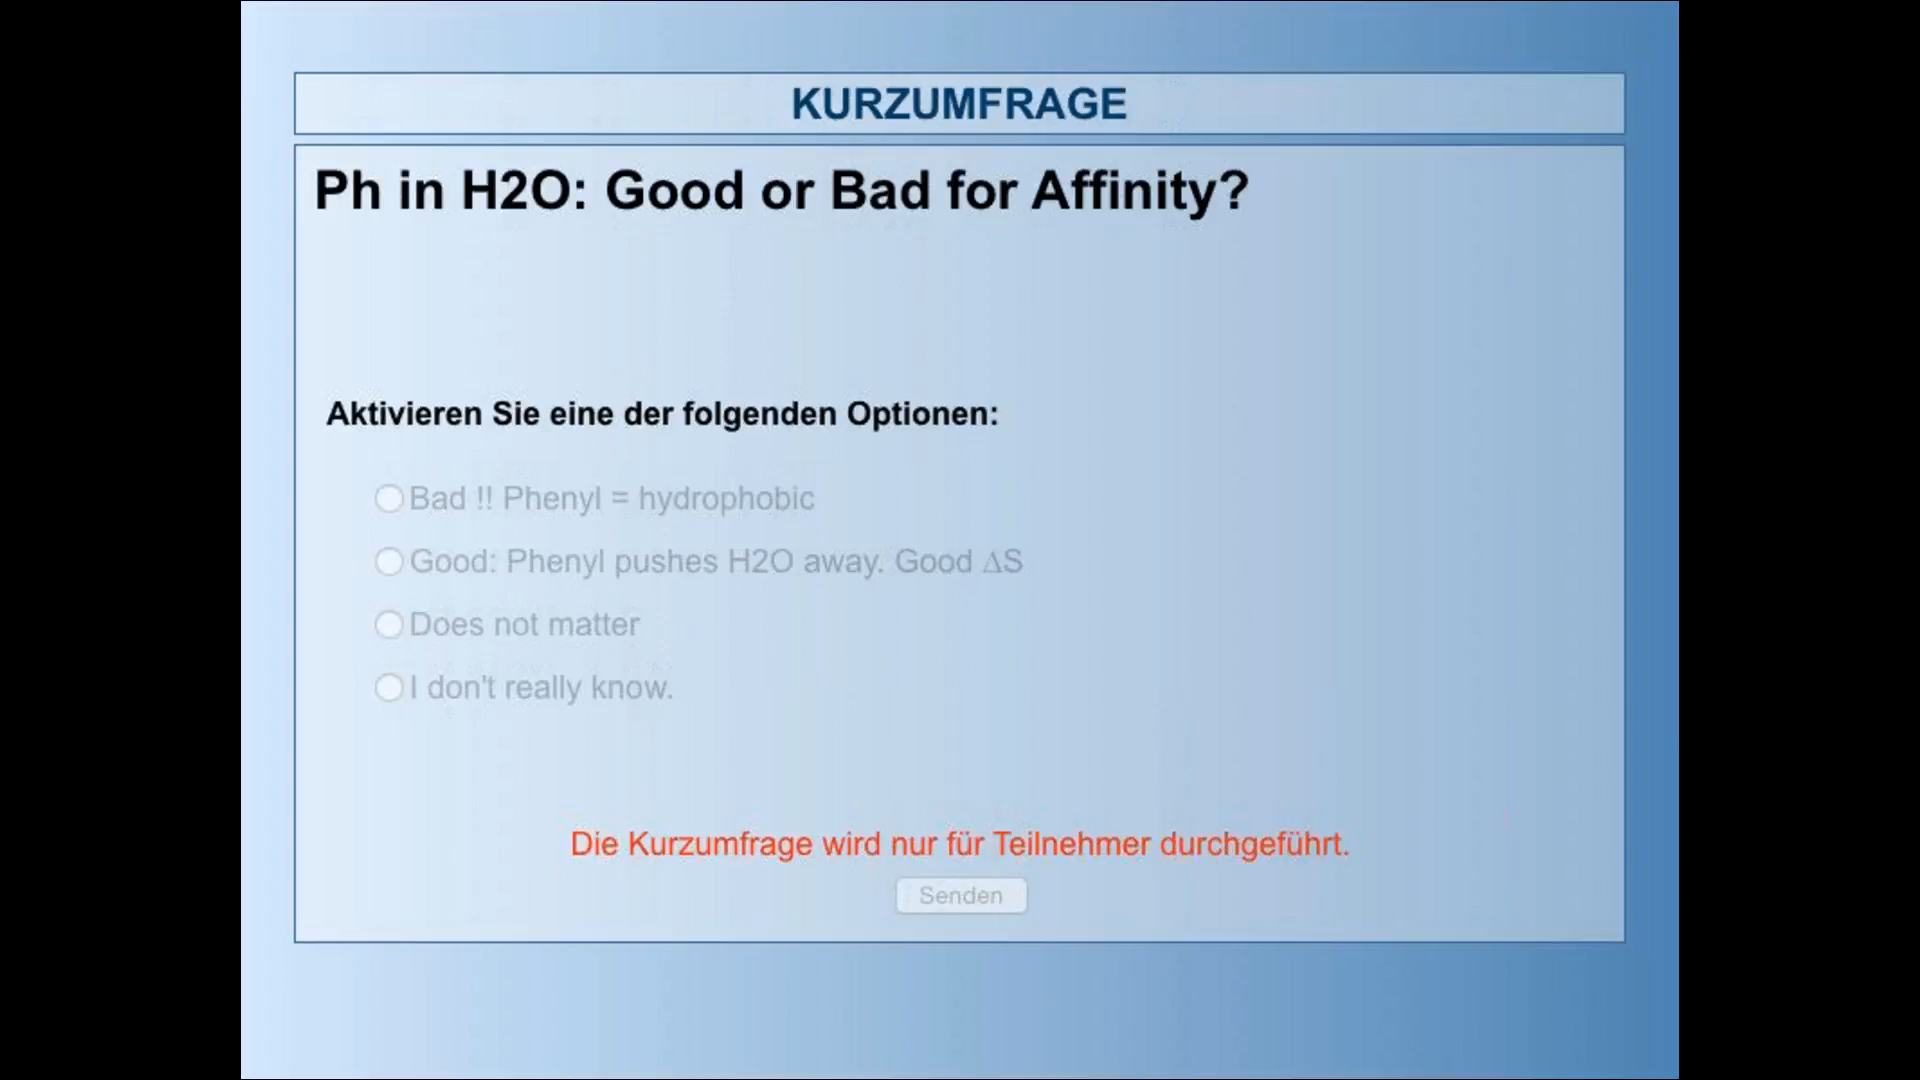 KURZUMFRAGE
Ph in H2O: Good or Bad for Affinity?
Aktivieren Sie eine der folgenden Optionen:
Bad !! Phenyl = hydrophobic
Good: Phenyl pushes H2O away. Good ΔS
Does not matter
I don't really know.
Die Kurzumfrage wird nur für Teilnehmer durchgeführt.
Senden